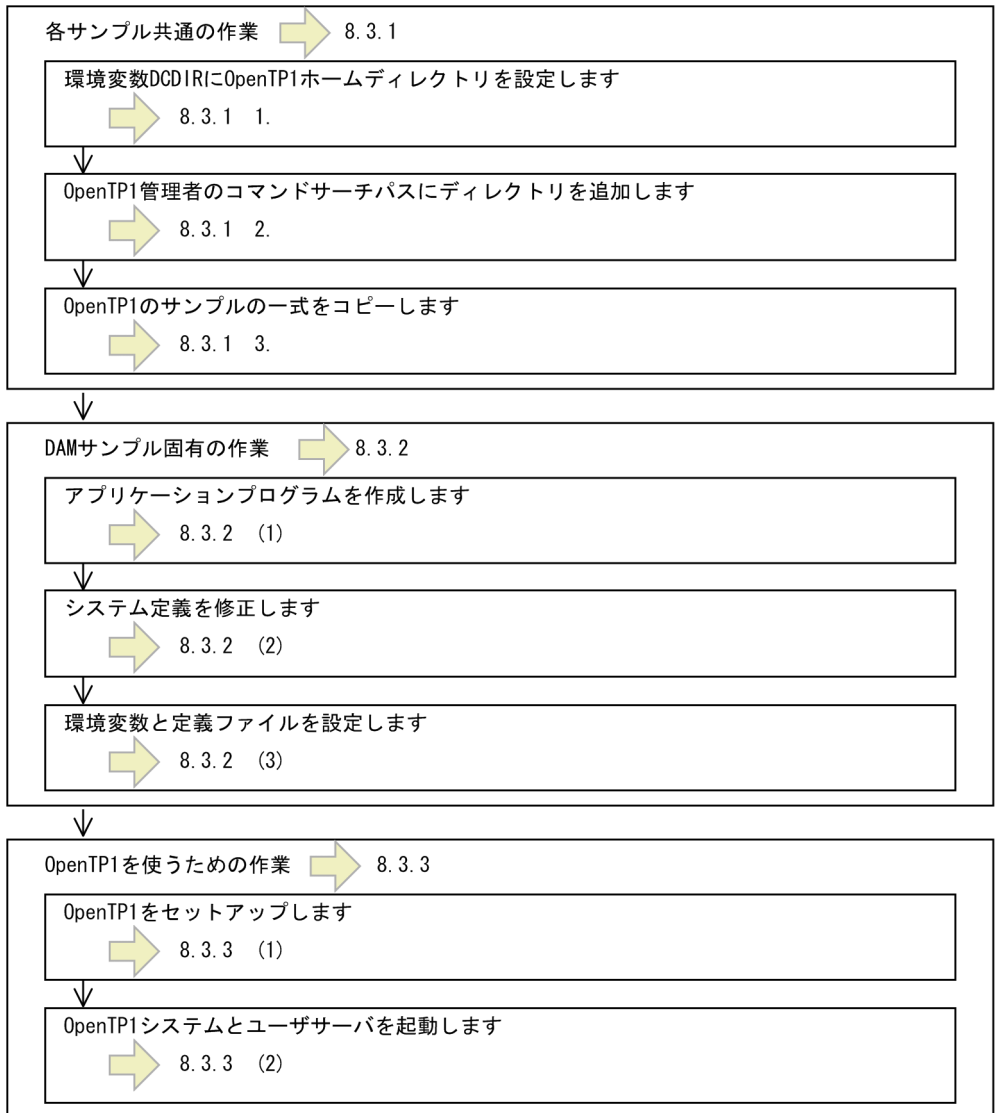 各サンプル共通の作業 8.3.1
環境変数DCDIRにOpenTP1ホームディレクトリを設定します
8.3.1 1.
OpenTP1管理者のコマンドサーチパスにディレクトリを追加します
8.3.1 2.
OpenTP1のサンプルの一式をコピーします
8.3.1 3.
DAMサンプル固有の作業 8.3.2
アプリケーションプログラムを作成します
8.3.2 (1)
システム定義を修正します
8.3.2 (2)
環境変数と定義ファイルを設定します
8.3.2 (3)
OpenTP1を使うための作業 8.3.3
OpenTP1をセットアップします
8.3.3 (1)
OpenTP1システムとユーザサーバを起動します
8.3.3 (2)